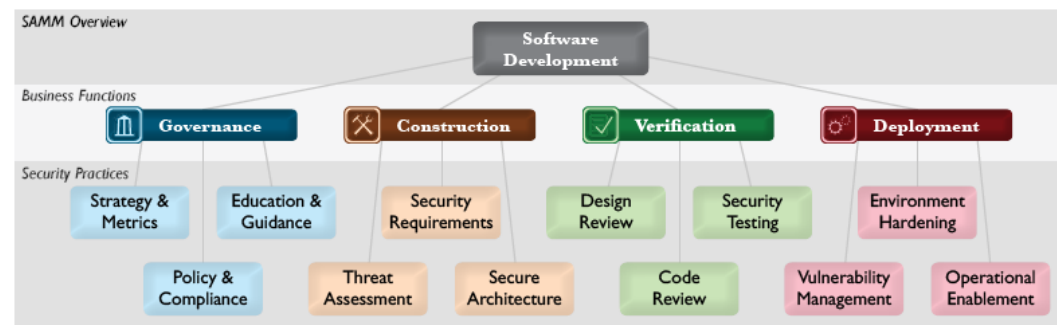 SAMM Overview
Software
Development
Business Functions
Governance
Construction
Verification
Deployment
Security Practices
Strategy &
Metrics
Education &
Guidance
Security
Requirements
Design
Review
Security
Testing
Environment
Hardening
Policy &
Compliance
Threat
Assessment
Secure
Architecture
Code
Review
Vulnerability
Management
Operational
Enablement